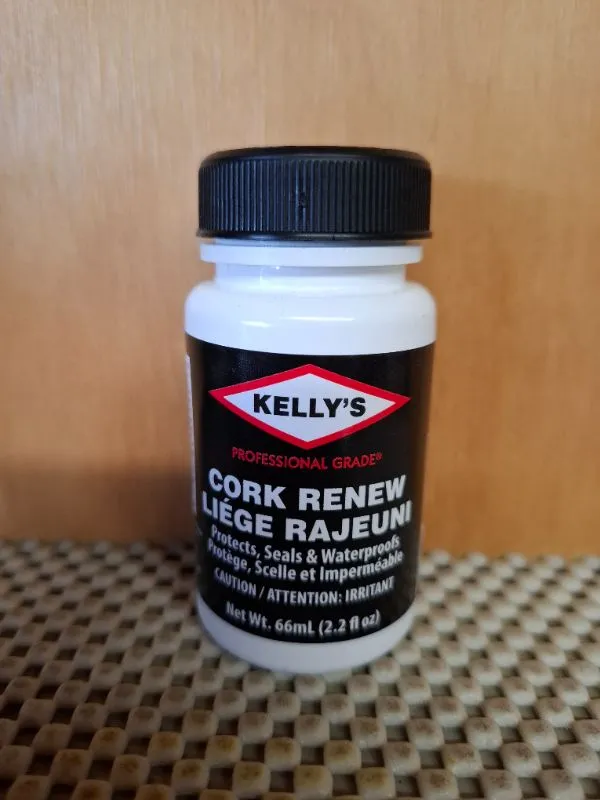 KELLY'S
PROFESSIONAL GRADE®
CORK RENEW
LIÉGE RAJEUNI
Protects, Seals & Waterproofs
Protège, Scelle et Imperméable
CAUTION / ATTENTION: IRRITANT
Net Wt. 66mL (2.2 fl oz)